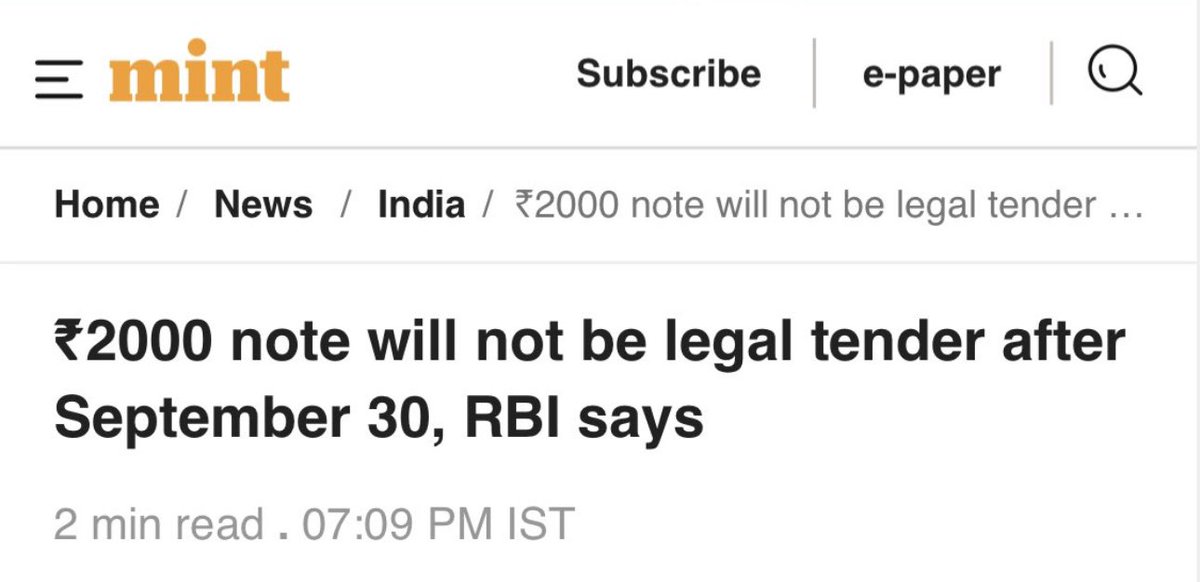 mint Subscribe e-paper
Home / News / India / ₹2000 note will not be legal tender ...
₹2000 note will not be legal tender after
September 30, RBI says
2 min read . 07:09 PM IST